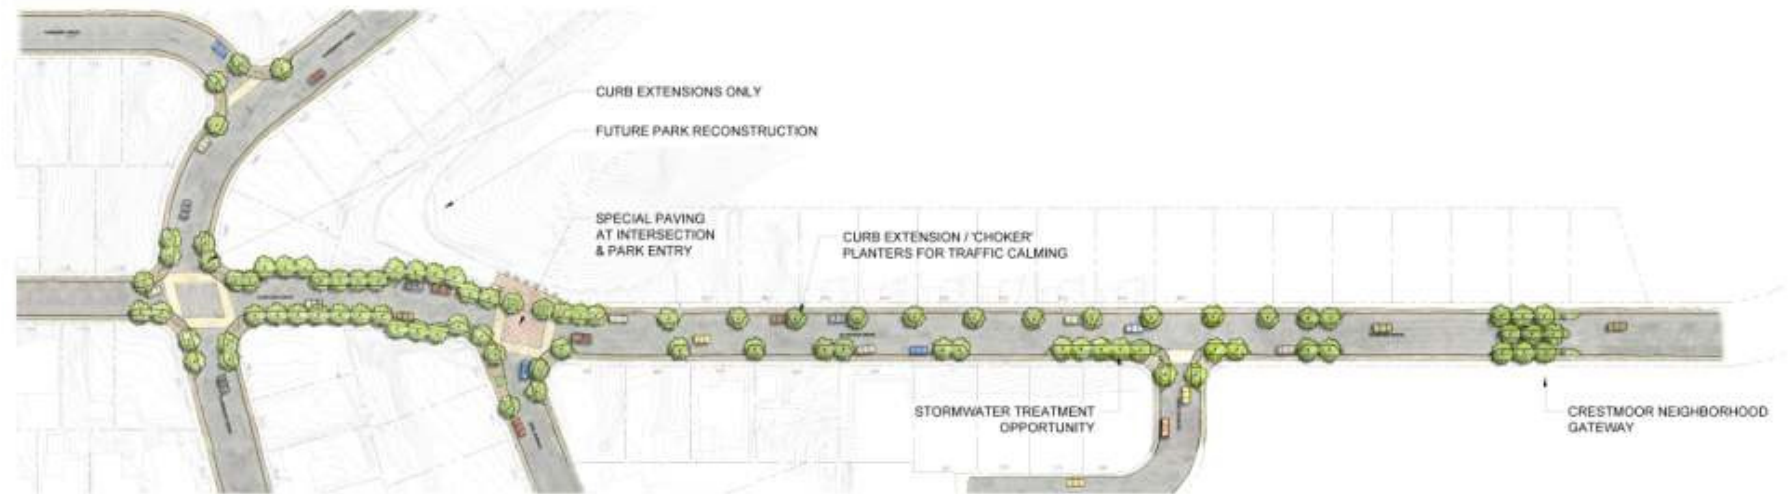 CURB EXTENSIONS ONLY
FUTURE PARK RECONSTRUCTION
SPECIAL PAVING
AT INTERSECTION
& PARK ENTRY
CURB EXTENSION / 'CHOKER'
PLANTERS FOR TRAFFIC CALMING
STORMWATER TREATMENT
OPPORTUNITY
CRESTMOOR NEIGHBORHOOD
GATEWAY